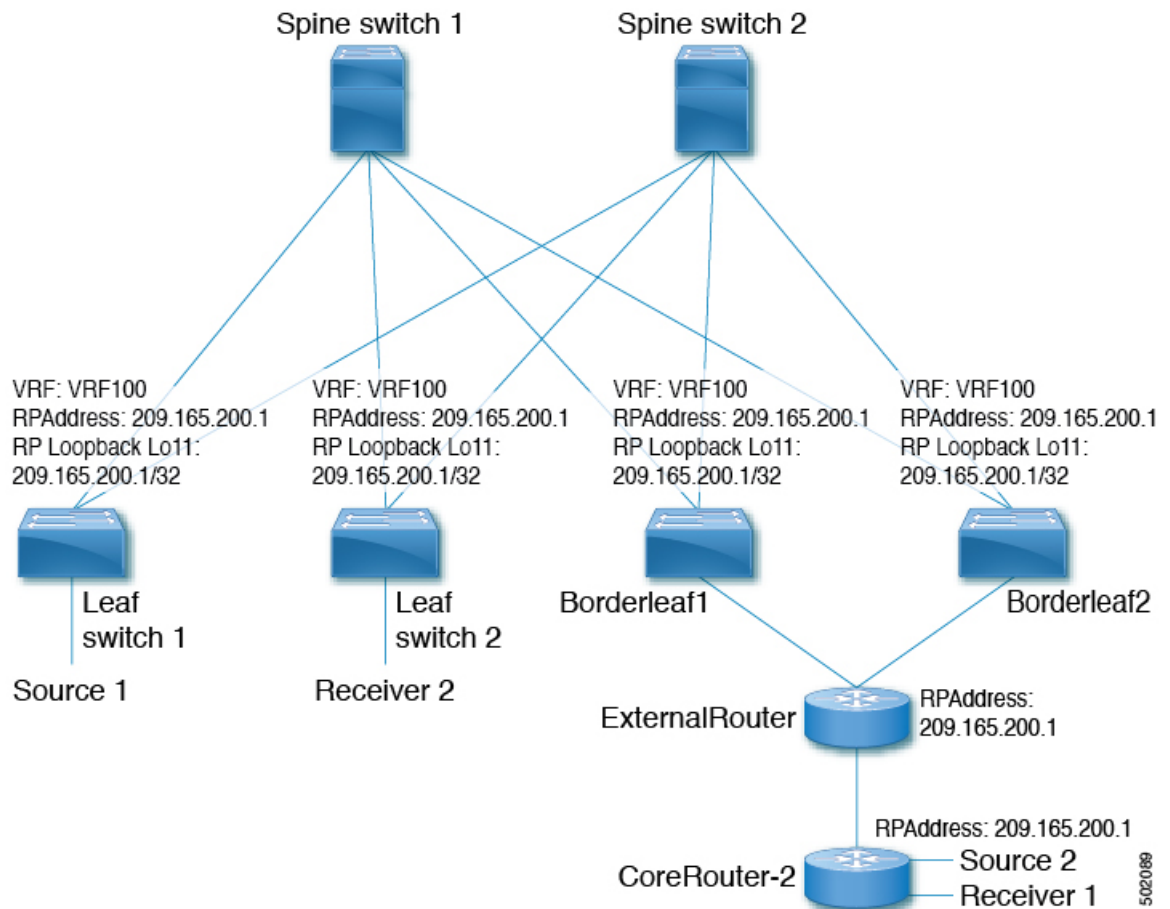 Spine switch 1
Spine switch 2
VRF: VRF100
RPAddress: 209.165.200.1
RP Loopback Lo11:
209.165.200.1/32
VRF: VRF100
RPAddress: 209.165.200.1
RP Loopback Lo11:
209.165.200.1/32
VRF: VRF100
RPAddress: 209.165.200.1
RP Loopback Lo11:
209.165.200.1/32
VRF: VRF100
RPAddress: 209.165.200.1
RP Loopback Lo11:
209.165.200.1/32
Leaf
switch 1
Source 1
Leaf
switch 2
Receiver 2
Borderleaf1
Borderleaf2
ExternalRouter
RPAddress:
209.165.200.1
RPAddress: 209.165.200.1
CoreRouter-2
Source 2
Receiver 1
502089